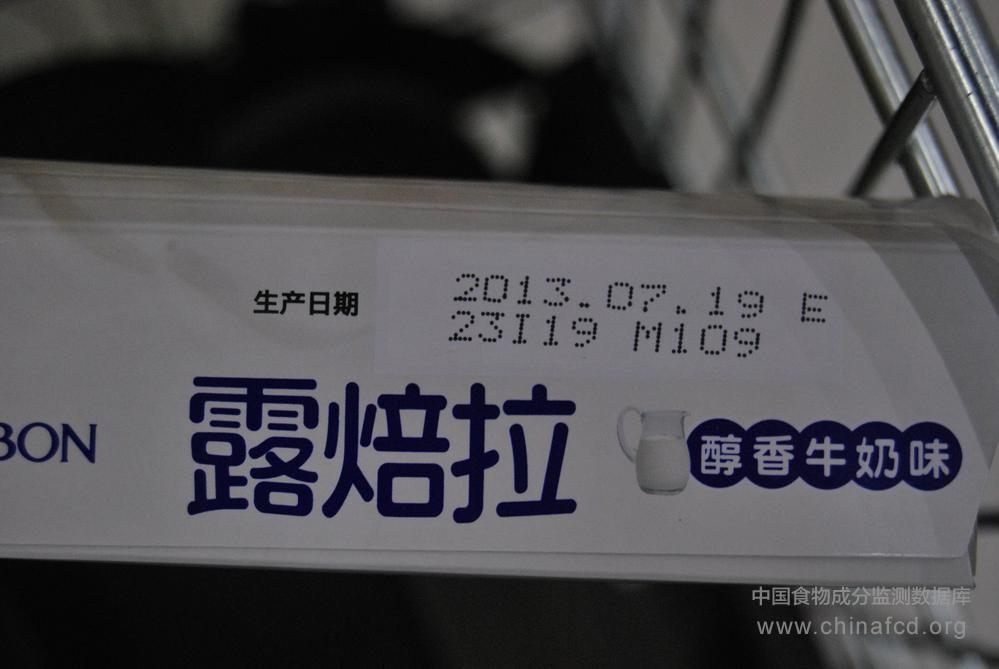 生产日期
2013.07.19 E
23I19 M109
BON
露焙拉
醇香牛奶味
中国食物成分监测数据库
www.chinafcd.org